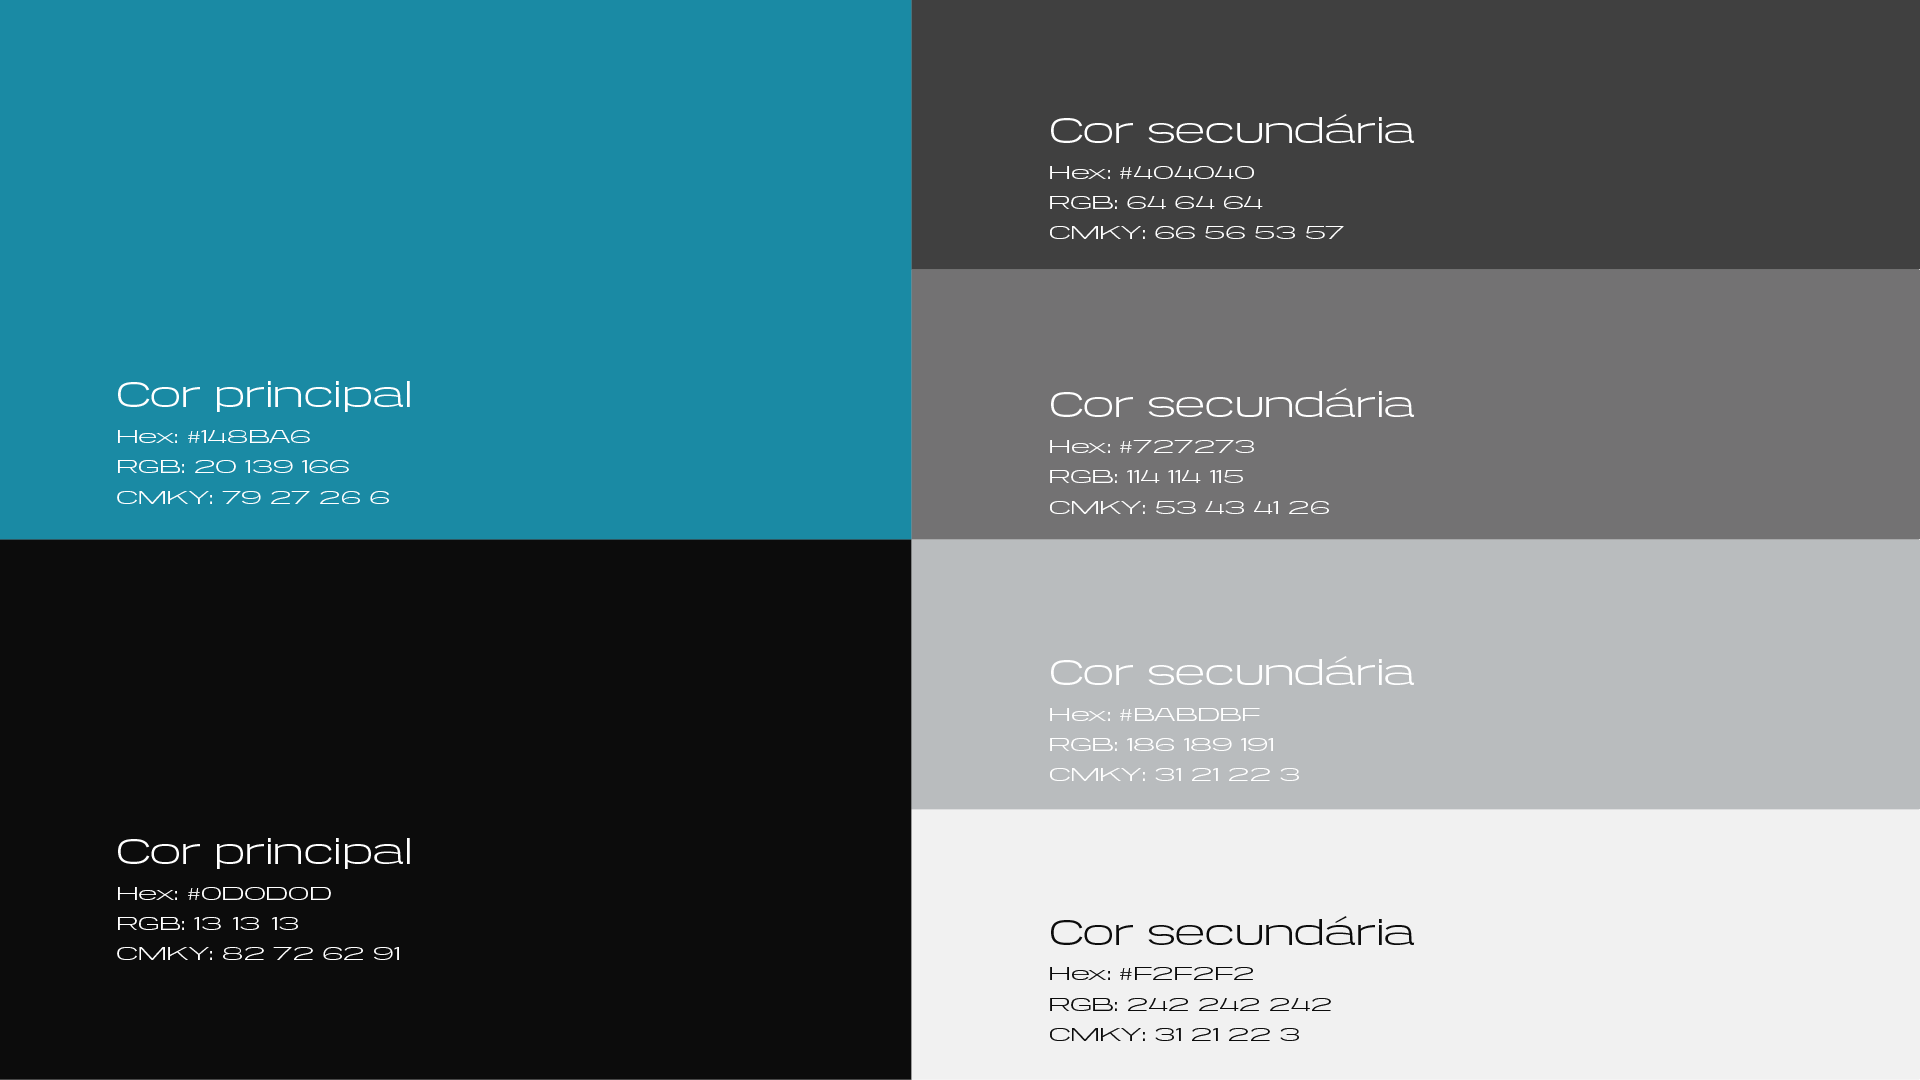 Cor principal
Hex: #148BA6
RGB: 20 139 166
CMKY: 79 27 26 6
Cor principal
Hex: #0D0D0D
RGB: 13 13 13
CMKY: 82 72 62 91
Cor secundária
Hex: #404040
RGB: 64 64 64
CMKY: 66 56 53 57
Cor secundária
Hex: #727273
RGB: 114 114 115
CMKY: 53 43 41 26
Cor secundária
Hex: #BABDBF
RGB: 186 189 191
CMKY: 31 21 22 3
Cor secundária
Hex: #F2F2F2
RGB: 242 242 242
CMKY: 31 21 22 3